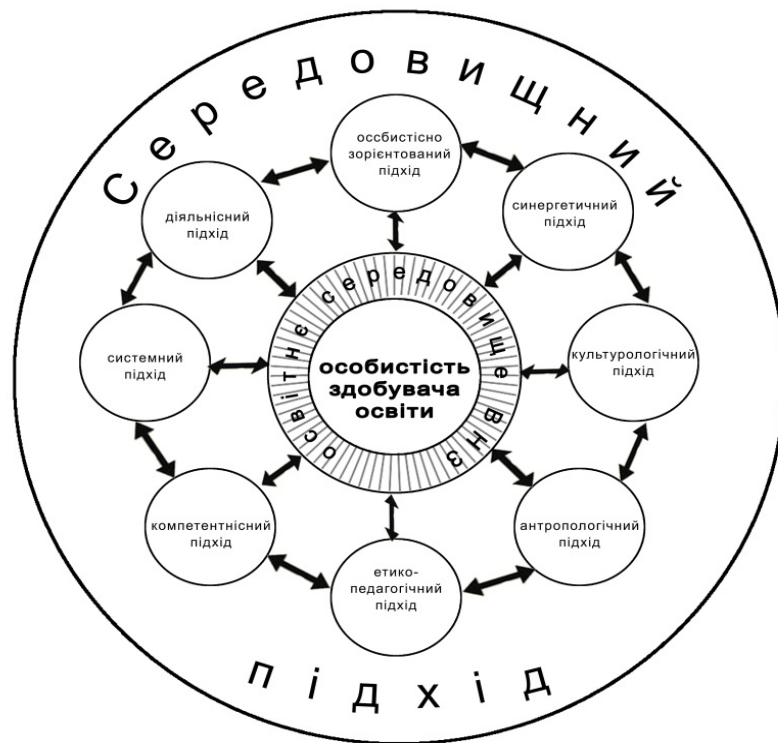 Середовищний
оссбистісно
зорієнтований
підхід
синергетичний
підхід
культурологічний
підхід
антропологічний
підхід
етико-
педагогічний
підхід
компетентнісний
підхід
системний
підхід
діяльнісний
підхід
освітнє середовище ВНЗ
особистість
здобувача
освіти
підхід